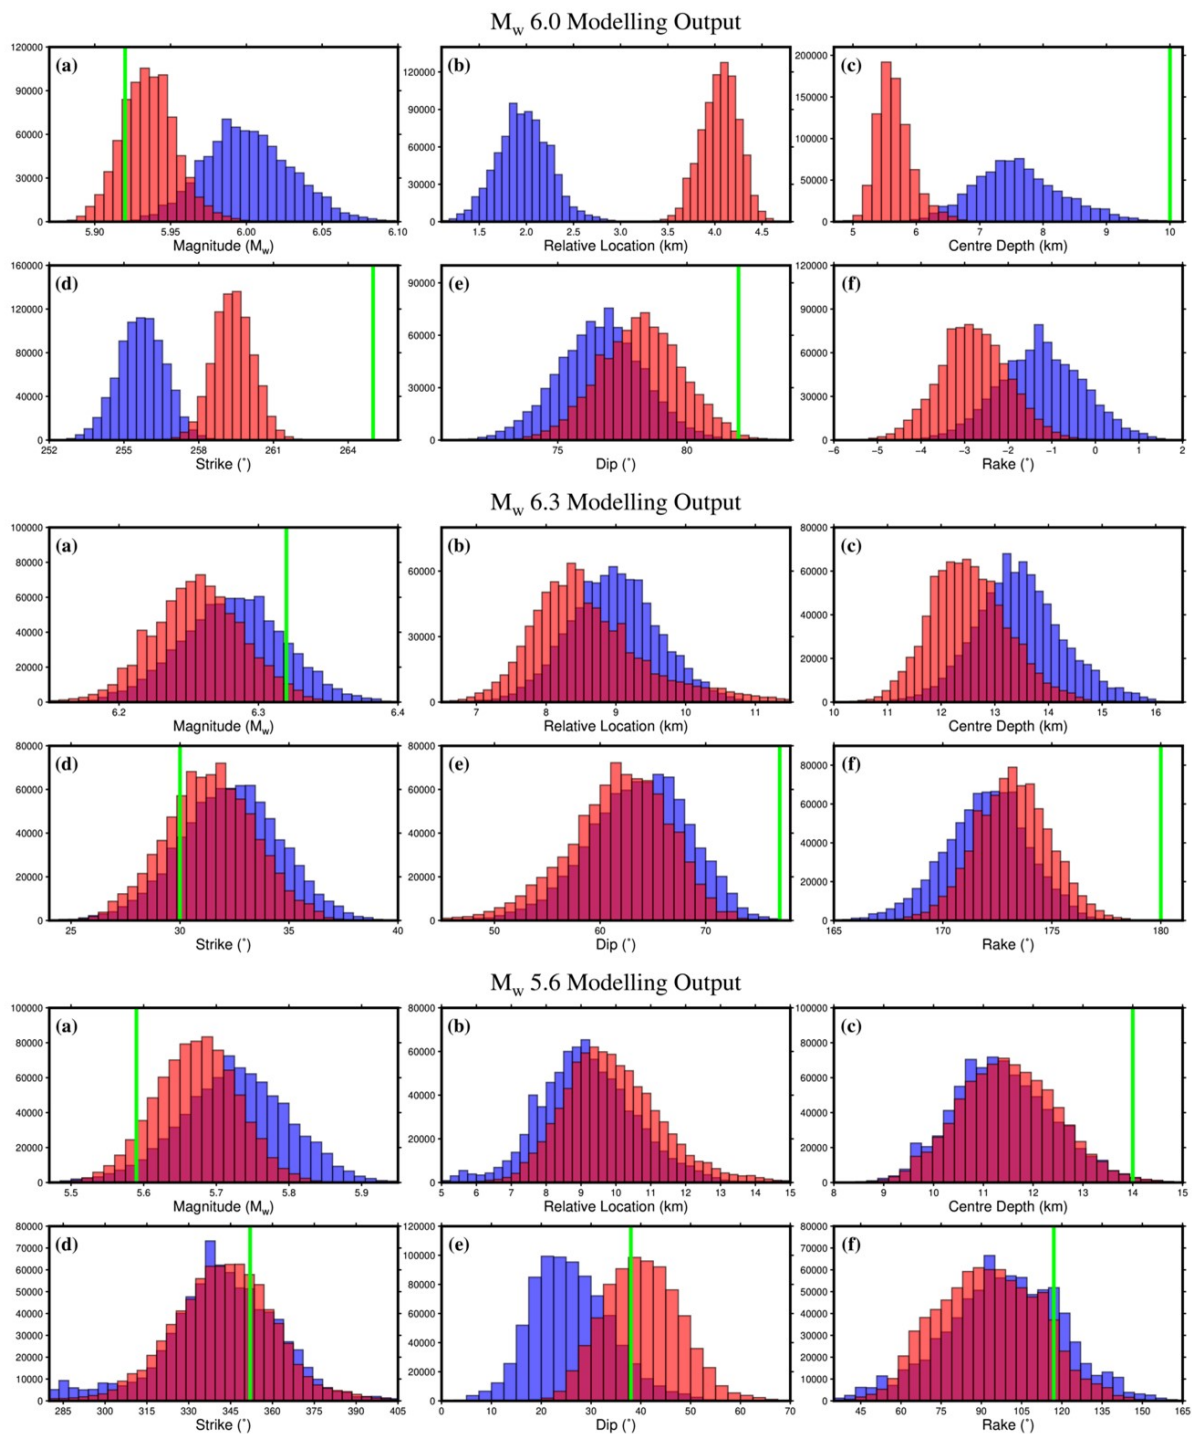 Mw 6.0 Modelling Output
(a) (b) (c)
120000 90000 60000 30000 0
5.90 5.95 6.00 6.05 6.10
Magnitude (Mw)
120000 90000 60000 30000 0
1.5 2.0 2.5 3.0 3.5 4.0 4.5
Relative Location (km)
200000 150000 100000 50000 0
5 6 7 8 9 10
Centre Depth (km)
(d) (e) (f)
160000 120000 80000 40000 0
252 255 258 261 264
Strike (°)
90000 60000 30000 0
75 80
Dip (°)
120000 90000 60000 30000 0
−6 −5 −4 −3 −2 −1 0 1 2
Rake (°)
Mw 6.3 Modelling Output
(a) (b) (c)
100000 80000 60000 40000 20000 0
6.2 6.3 6.4
Magnitude (Mw)
60000 30000 0
7 8 9 10 11
Relative Location (km)
80000 60000 40000 20000 0
10 11 12 13 14 15 16
Centre Depth (km)
(d) (e) (f)
80000 60000 40000 20000 0
25 30 35 40
Strike (°)
80000 60000 40000 20000 0
50 60 70
Dip (°)
80000 60000 40000 20000 0
165 170 175 180
Rake (°)
Mw 5.6 Modelling Output
(a) (b) (c)
100000 80000 60000 40000 20000 0
5.5 5.6 5.7 5.8 5.9
Magnitude (Mw)
80000 60000 40000 20000 0
5 6 7 8 9 10 11 12 13 14 15
Relative Location (km)
100000 80000 60000 40000 20000 0
8 9 10 11 12 13 14 15
Centre Depth (km)
(d) (e) (f)
80000 70000 60000 50000 40000 30000 20000 10000 0
285 300 315 330 345 360 375 390 405
Strike (°)
120000 100000 80000 60000 40000 20000 0
0 10 20 30 40 50 60 70
Dip (°)
80000 70000 60000 50000 40000 30000 20000 10000 0
45 60 75 90 105 120 135 150 165
Rake (°)